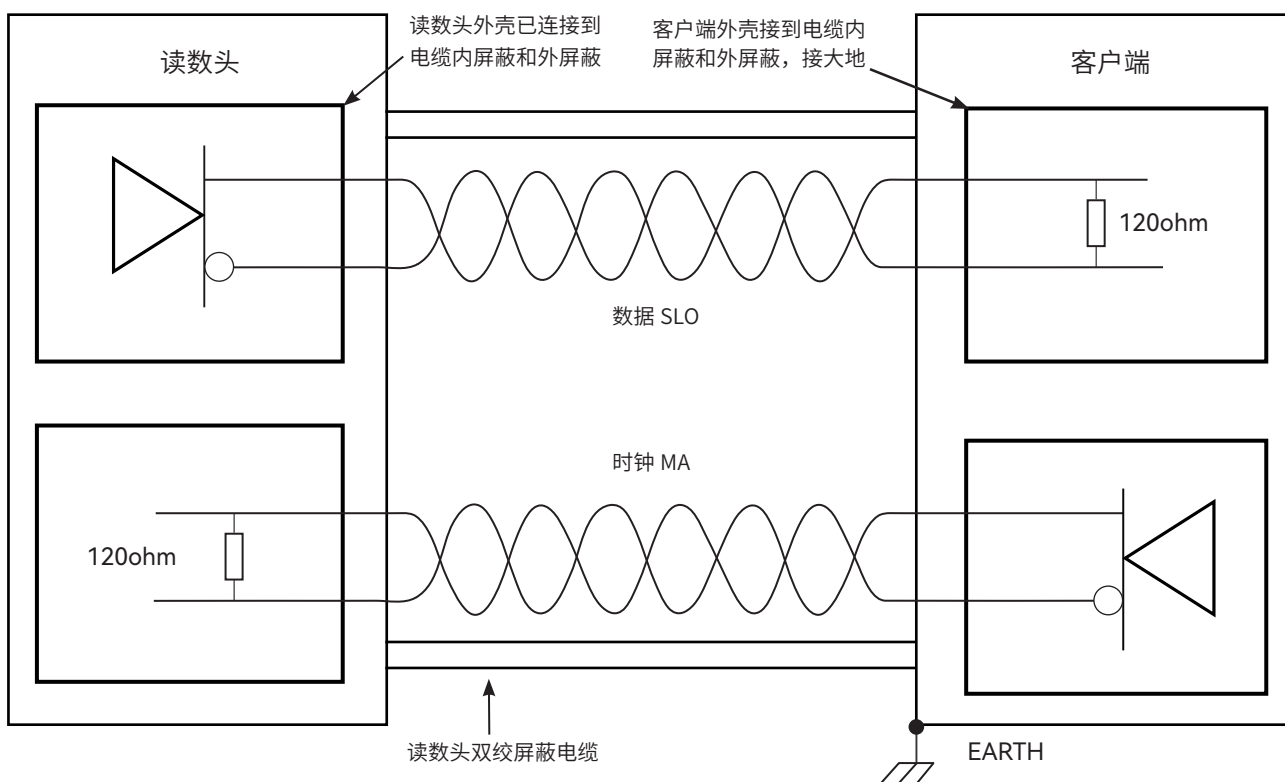 读数头外壳已连接到
电缆内屏蔽和外屏蔽
客户端外壳接到电缆内
屏蔽和外屏蔽，接大地
读数头
客户端
120ohm
数据 SLO
时钟 MA
120ohm
读数头双绞屏蔽电缆
EARTH